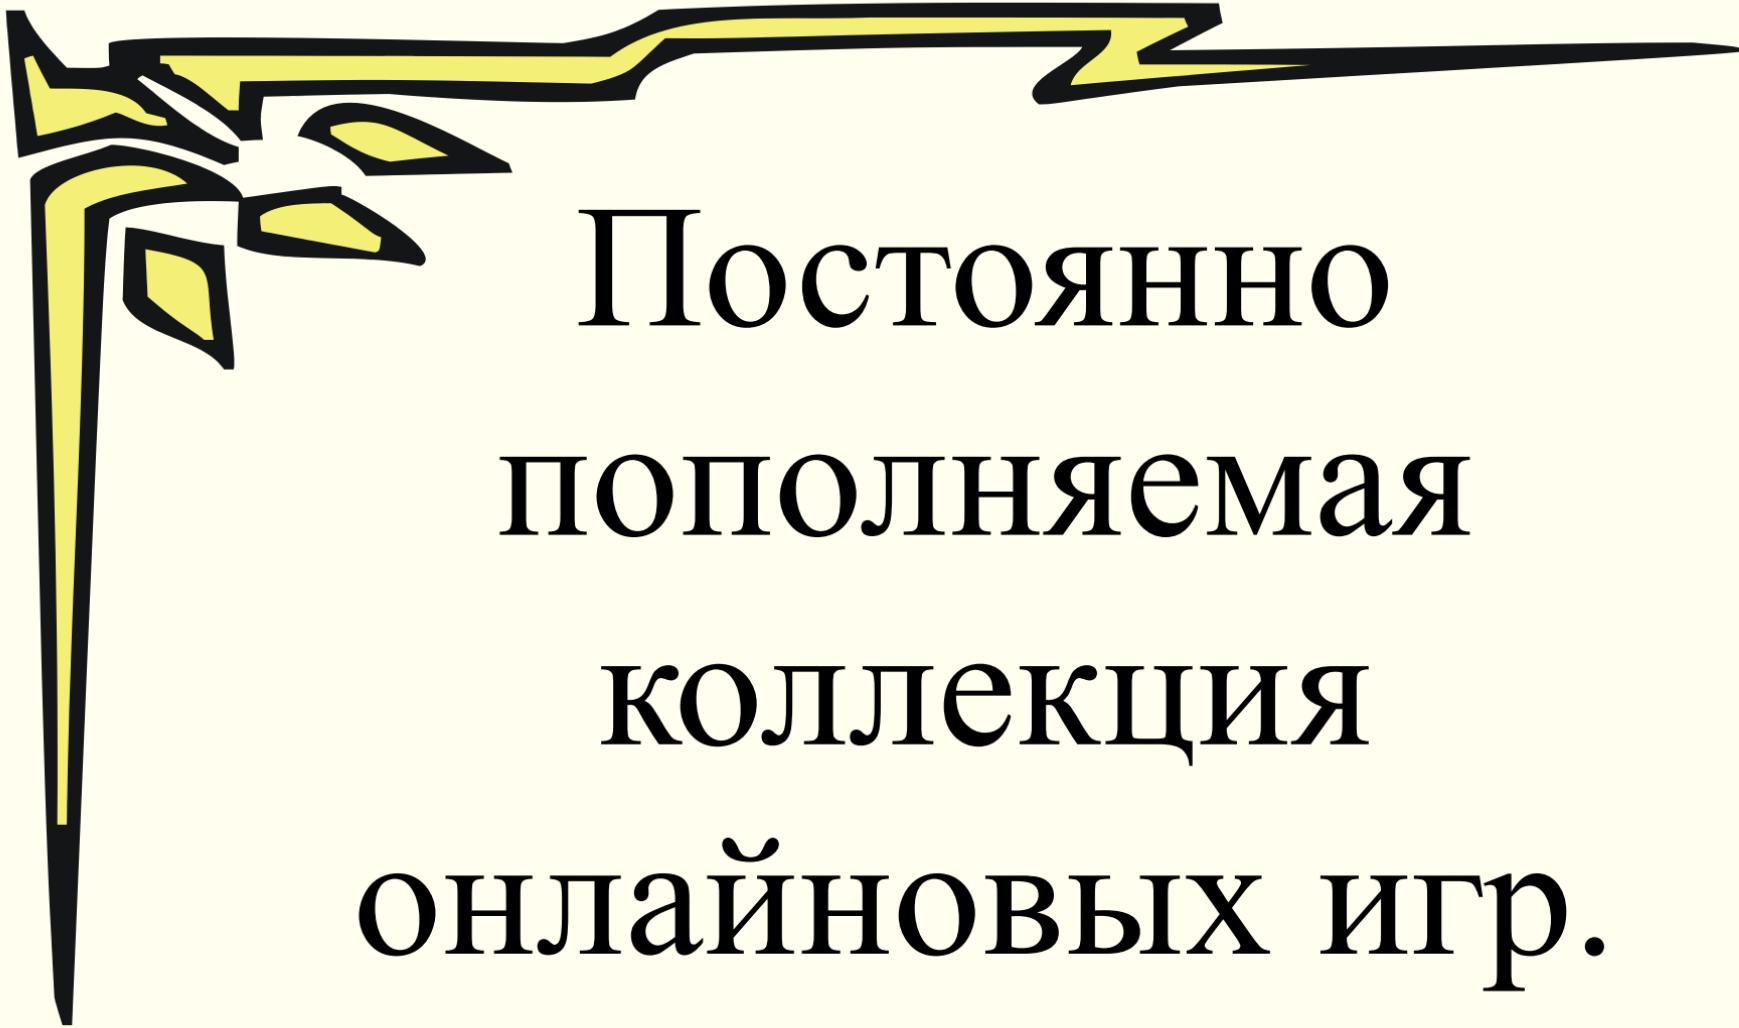 Постоянно
пополняемая
коллекция
онлайновых игр.